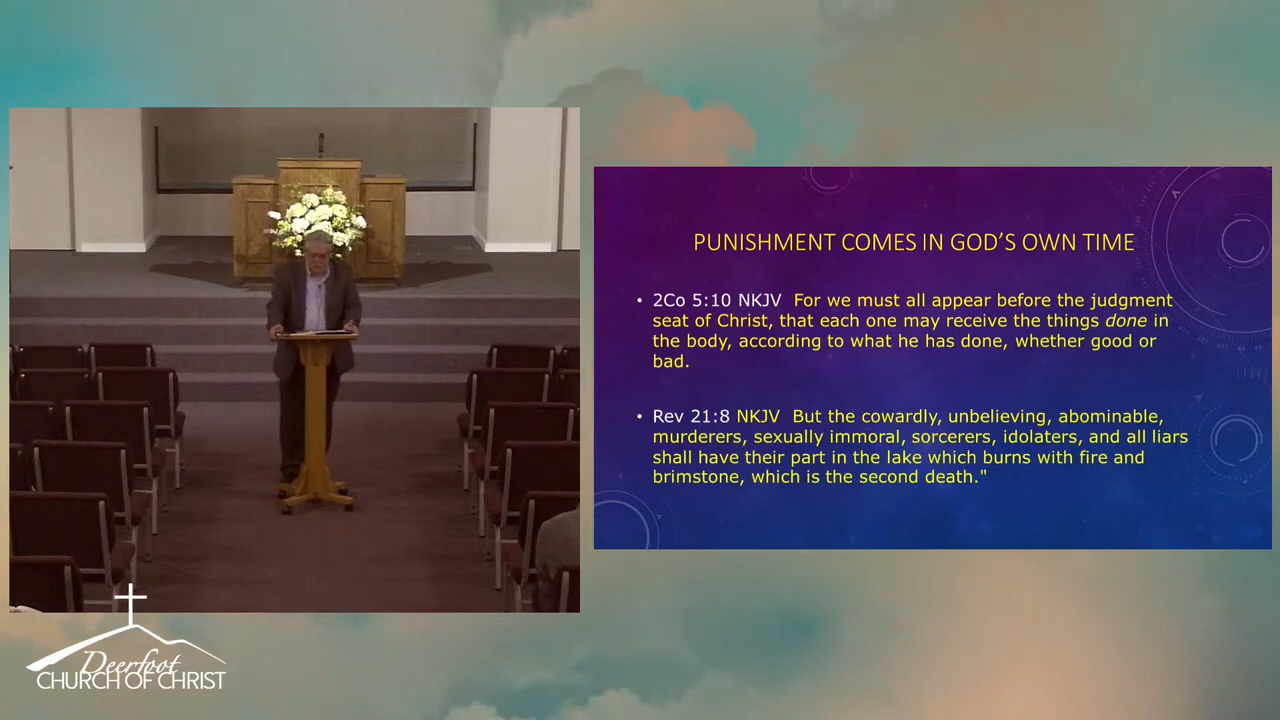 PUNISHMENT COMES IN GOD'S OWN TIME
• 2Co 5:10 NKJV  For we must all appear before the judgment
seat of Christ, that each one may receive the things done in
the body, according to what he has done, whether good or
bad.
• Rev 21:8 NKJV  But the cowardly, unbelieving, abominable,
murderers, sexually immoral, sorcerers, idolaters, and all liars
shall have their part in the lake which burns with fire and
brimstone, which is the second death."
Deerfoot
CHURCH OF CHRIST